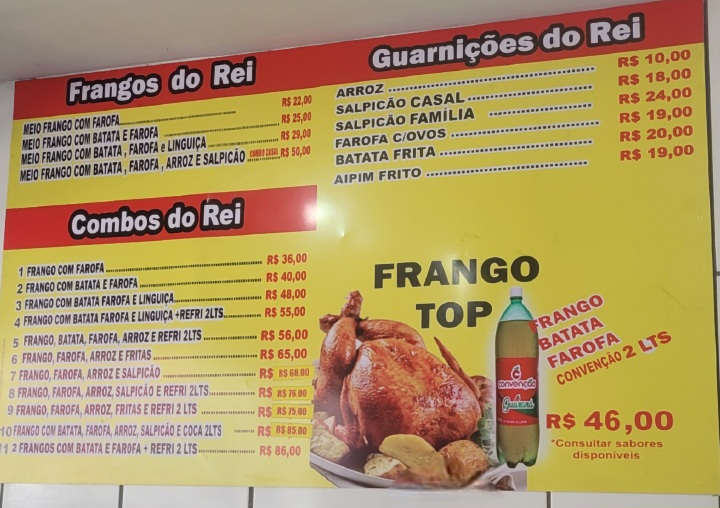 Frangos do Rei
MEIO FRANGO COM FAROFA R$ 22,00
MEIO FRANGO COM BATATA E FAROFA R$ 25,00
MEIO FRANGO COM BATATA , FAROFA e LINGUIÇA R$ 29,00
MEIO FRANGO COM BATATA , FAROFA, ARROZ E SALPICÃO COMBO CASAL R$ 50,00
Guarnições do Rei
ARROZ R$ 10,00
SALPICÃO CASAL R$ 18,00
SALPICÃO FAMÍLIA R$ 24,00
FAROFA C/OVOS R$ 19,00
BATATA FRITA R$ 20,00
AIPIM FRITO R$ 19,00
Combos do Rei
1 FRANGO COM FAROFA R$ 36,00
2 FRANGO COM BATATA E FAROFA R$ 40,00
3 FRANGO COM BATATA FAROFA E LINGUIÇA R$ 48,00
4 FRANGO COM BATATA FAROFA E LINGUIÇA +REFRI 2LTS R$ 55,00
5 FRANGO, BATATA, FAROFA, ARROZ E REFRI 2LTS R$ 56,00
6 FRANGO, FAROFA, ARROZ E FRITAS R$ 65,00
7 FRANGO, FAROFA, ARROZ E SALPICÃO R$ 68,00
8 FRANGO, FAROFA, ARROZ, SALPICÃO E REFRI 2LTS R$ 76,00
9 FRANGO, FAROFA, ARROZ, FRITAS E REFRI 2 LTS R$ 75,00
10 FRANGO COM BATATA, FAROFA, ARROZ, SALPICÃO E COCA 2LTS R$ 85,00
11 2 FRANGOS COM BATATA E FAROFA + REFRI 2 LTS R$ 86,00
FRANGO
TOP
FRANGO
BATATA
FAROFA
CONVENÇÃO 2 LTS
convenção
Guaraná
R$ 46,00
*Consultar sabores
disponíveis